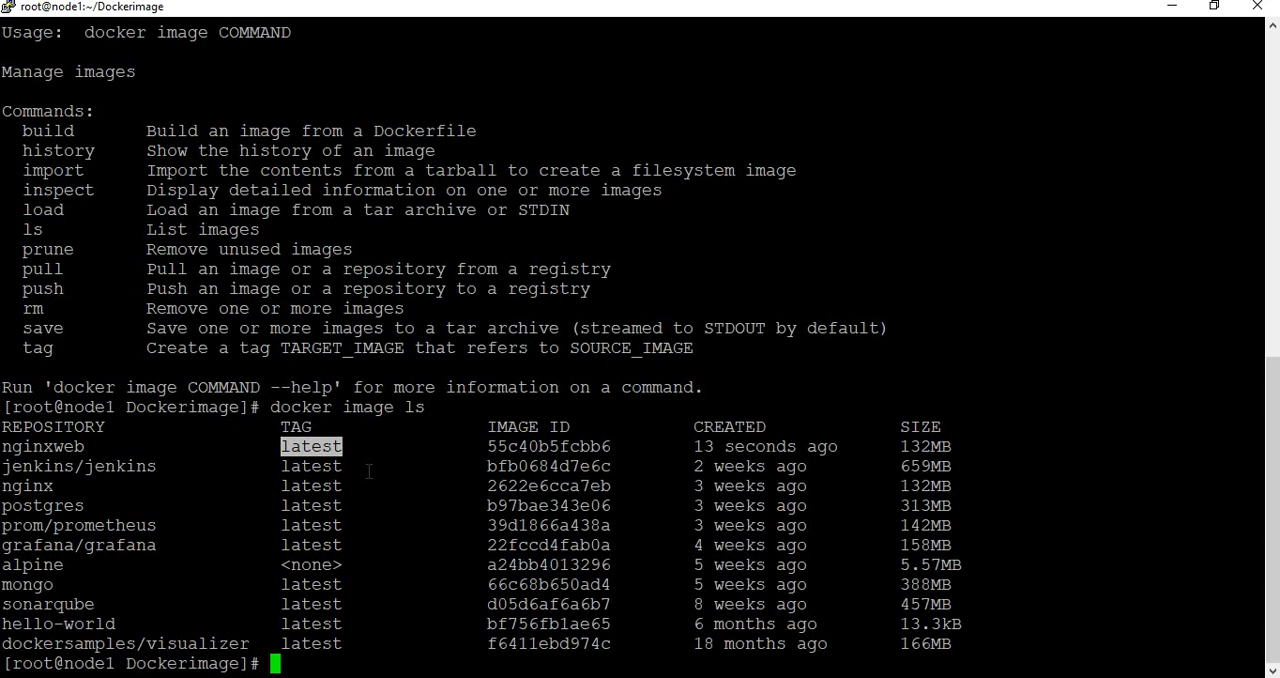 root@node1:~/Dockerimage
Usage:  docker image COMMAND
Manage images
Commands:
  build       Build an image from a Dockerfile
  history     Show the history of an image
  import      Import the contents from a tarball to create a filesystem image
  inspect     Display detailed information on one or more images
  load        Load an image from a tar archive or STDIN
  ls          List images
  prune       Remove unused images
  pull        Pull an image or a repository from a registry
  push        Push an image or a repository to a registry
  rm          Remove one or more images
  save        Save one or more images to a tar archive (streamed to STDOUT by default)
  tag         Create a tag TARGET_IMAGE that refers to SOURCE_IMAGE
Run 'docker image COMMAND --help' for more information on a command.
[root@node1 Dockerimage]# docker image ls
REPOSITORY                 TAG                 IMAGE ID            CREATED             SIZE
nginxweb                   latest              55c40b5fcbb6        13 seconds ago      132MB
jenkins/jenkins            latest              bfb0684d7e6c        2 weeks ago         659MB
nginx                      latest              2622e6cca7eb        3 weeks ago         132MB
postgres                   latest              b97bae343e06        3 weeks ago         313MB
prom/prometheus            latest              39d1866a438a        3 weeks ago         142MB
grafana/grafana            latest              22fccd4fab0a        4 weeks ago         158MB
alpine                     <none>              a24bb4013296        5 weeks ago         5.57MB
mongo                      latest              66c68b650ad4        5 weeks ago         388MB
sonarqube                  latest              d05d6af6a6b7        8 weeks ago         457MB
hello-world                latest              bf756fb1ae65        6 months ago        13.3kB
dockersamples/visualizer   latest              f6411ebd974c        18 months ago       166MB
[root@node1 Dockerimage]#